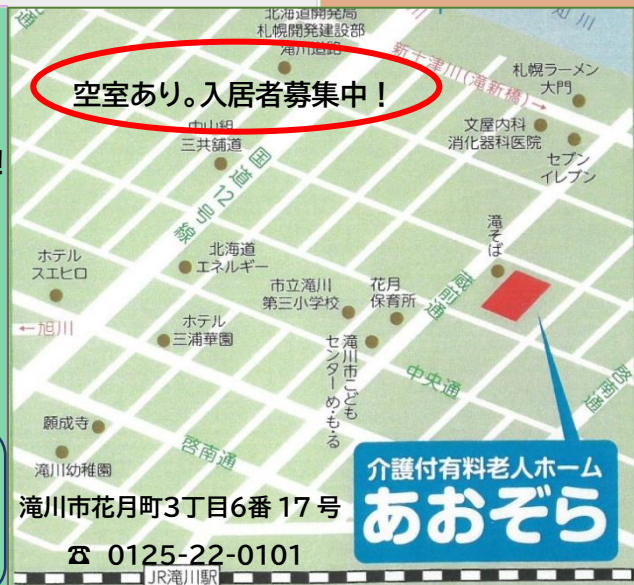 北海道開発局
札幌開発建設部
滝川道路
新十津川(滝新橋)→
札幌ラーメン
大門
空室あり。入居者募集中！
中山組
三共舗道
文屋内科
消化器科医院
セブン
イレブン
国道12号線
滝そば
ホテル
スエヒロ
北海道
エネルギー
市立滝川
第三小学校
花月
保育所
蔵前通
←旭川
ホテル
三浦華園
滝川市こども
センターめ・も・る
中央通
啓南通
願成寺
滝川幼稚園
啓南通
介護付有料老人ホーム
あおぞら
滝川市花月町3丁目6番17号
☎ 0125-22-0101
JR滝川駅